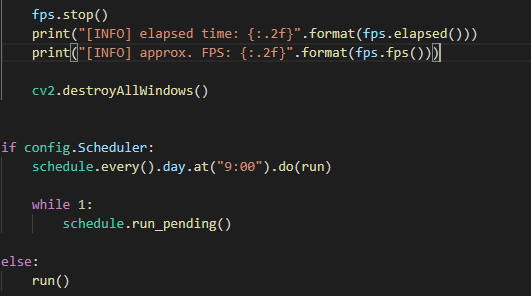 fps.stop()
print("[INFO] elapsed time: {:.2f}".format(fps.elapsed()))
print("[INFO] approx. FPS: {:.2f}".format(fps.fps()))
cv2.destroyAllWindows()
if config.Scheduler:
schedule.every().day.at("9:00").do(run)
while 1:
schedule.run_pending()
else:
run()